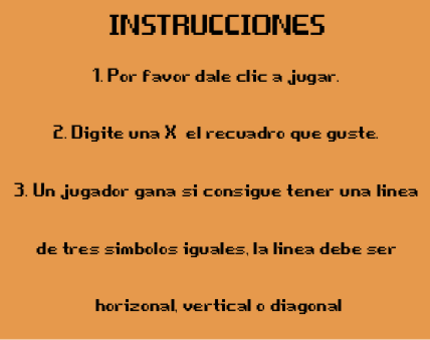 INSTRUCCIONES
1. Por favor dale clic a jugar.
2. Digite una X el recuadro que guste.
3. Un jugador gana si consigue tener una linea
de tres simbolos iguales, la linea debe ser
horizonal, vertical o diagonal